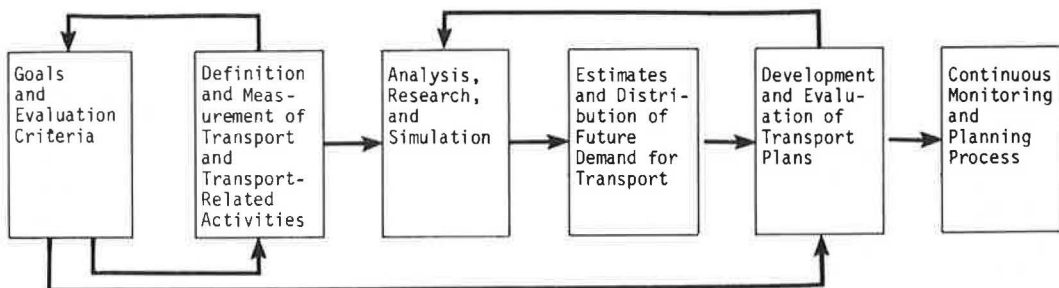 Goals
and
Evaluation
Criteria
Definition
and Meas-
urement of
Transport
and
Transport-
Related
Activities
Analysis,
Research,
and
Simulation
Estimates
and Distri-
bution of
Future
Demand for
Transport
Development
and Evalu-
ation of
Transport
Plans
Continuous
Monitoring
and
Planning
Process